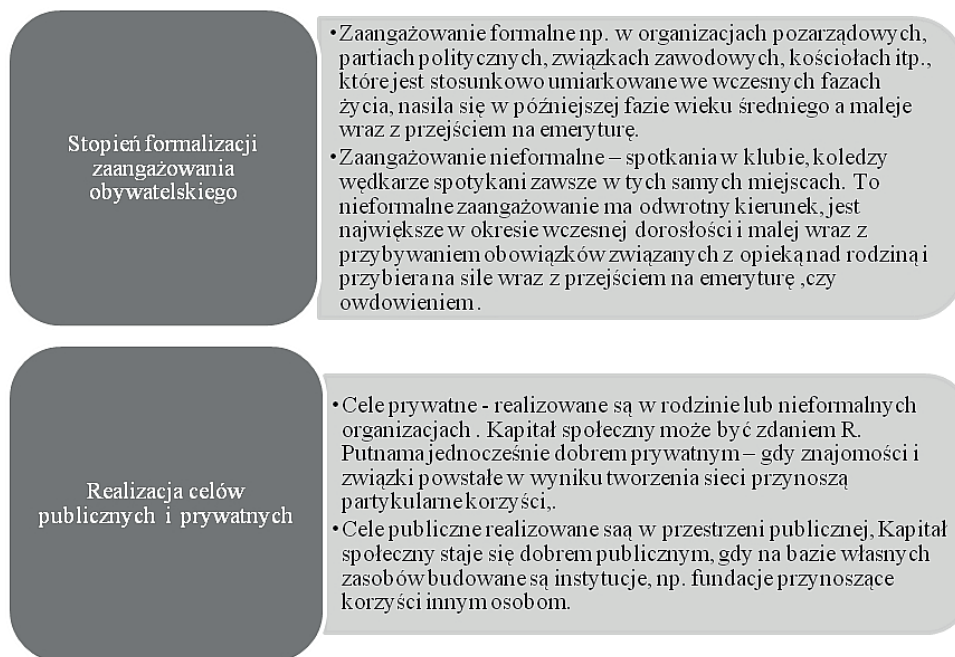 Stopień formalizacji
zaangażowania
obywatelskiego
•Zaangażowanie formalne np. w organizacjach pozarządowych,
partiach politycznych, związkach zawodowych, kościołach itp.,
które jest stosunkowo umiarkowane we wczesnych fazach
życia, nasila się w późniejszej fazie wieku średniego a maleje
wraz z przejściem na emeryturę.
•Zaangażowanie nieformalne – spotkania w klubie, koledzy
wędkarze spotykani zawsze w tych samych miejscach. To
nieformalne zaangażowanie ma odwrotny kierunek, jest
największe w okresie wczesnej dorosłości i malej wraz z
przybywaniem obowiązków związanych z opieką nad rodziną i
przybiera na sile wraz z przejściem na emeryturę ,czy
owdowieniem.
Realizacja celów
publicznych i prywatnych
•Cele prywatne - realizowane są w rodzinie lub nieformalnych
organizacjach . Kapitał społeczny może być zdaniem R.
Putnama jednocześnie dobrem prywatnym – gdy znajomości i
związki powstałe w wyniku tworzenia sieci przynoszą
partykularne korzyści,.
•Cele publiczne realizowane saą w przestrzeni publicznej, Kapitał
społeczny staje się dobrem publicznym, gdy na bazie własnych
zasobów budowane są instytucje, np. fundacje przynoszące
korzyści innym osobom.